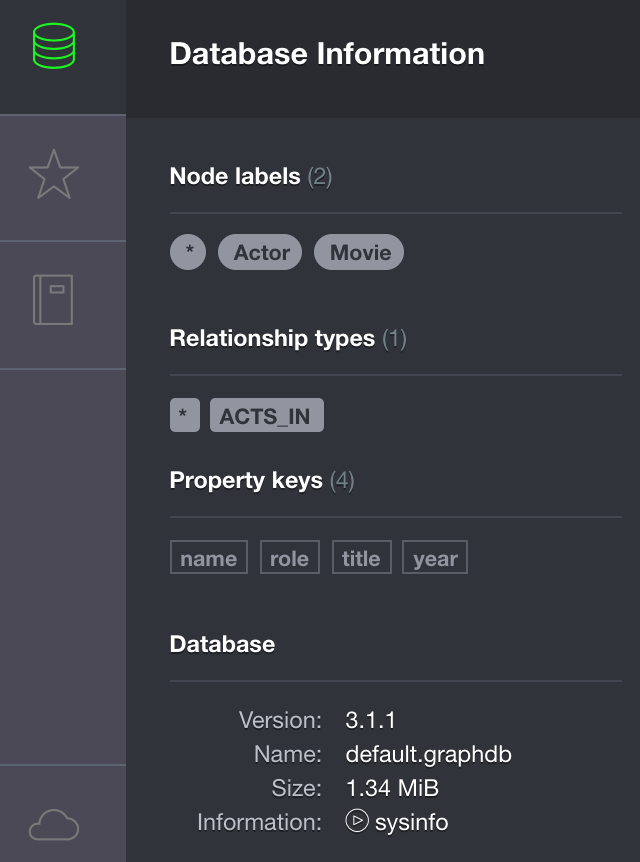 Database Information
Node labels (2)
* Actor Movie
Relationship types (1)
* ACTS_IN
Property keys (4)
name role title year
Database
Version: 3.1.1
Name: default.graphdb
Size: 1.34 MiB
Information: sysinfo